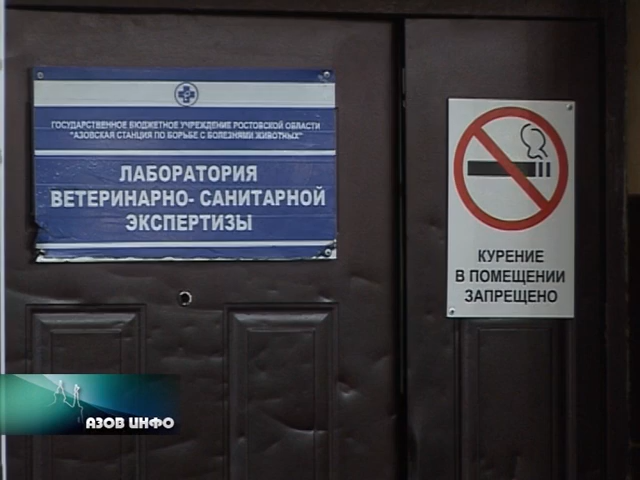 ГОСУДАРСТВЕННОЕ БЮДЖЕТНОЕ УЧРЕЖДЕНИЕ РОСТОВСКОЙ ОБЛАСТИ
"АЗОВСКАЯ СТАНЦИЯ ПО БОРЬБЕ С БОЛЕЗНЯМИ ЖИВОТНЫХ"
ЛАБОРАТОРИЯ
ВЕТЕРИНАРНО- САНИТАРНОЙ
ЭКСПЕРТИЗЫ
КУРЕНИЕ
В ПОМЕЩЕНИИ
ЗАПРЕЩЕНО
АЗОВ ИНФО